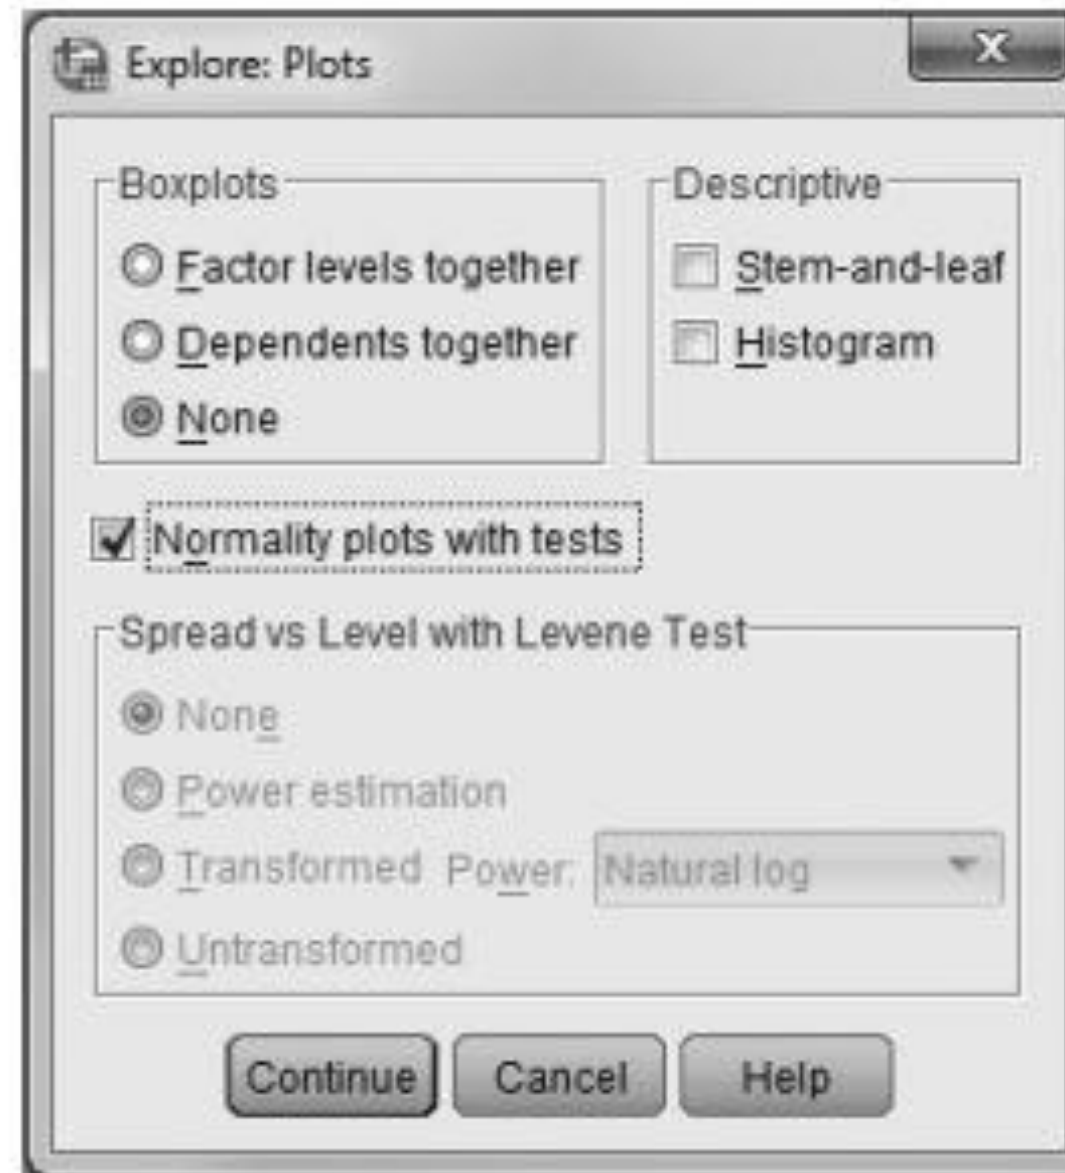 Explore: Plots
Boxplots
Factor levels together
Dependents together
None
Descriptive
Stem-and-leaf
Histogram
Normality plots with tests
Spread vs Level with Levene Test
None
Power estimation
Transformed Power: Natural log
Untransformed
Continue Cancel Help